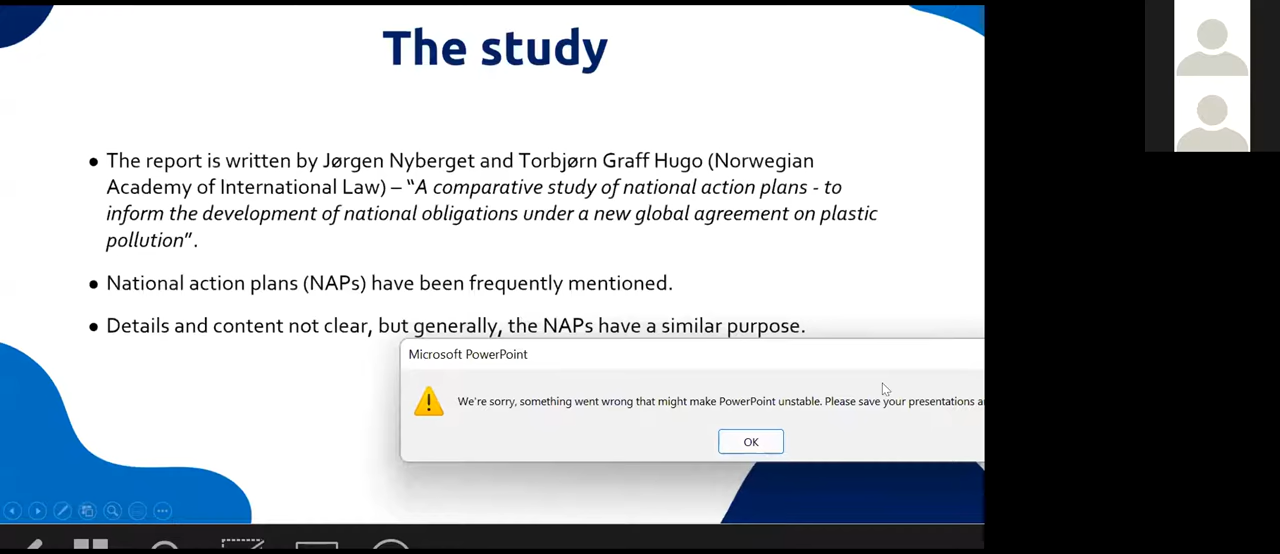 The study
● The report is written by Jørgen Nyberget and Torbjørn Graff Hugo (Norwegian
Academy of International Law) – “A comparative study of national action plans - to
inform the development of national obligations under a new global agreement on plastic
pollution”.
● National action plans (NAPs) have been frequently mentioned.
● Details and content not clear, but generally, the NAPs have a similar purpose.
Microsoft PowerPoint
We're sorry, something went wrong that might make PowerPoint unstable. Please save your presentations
OK